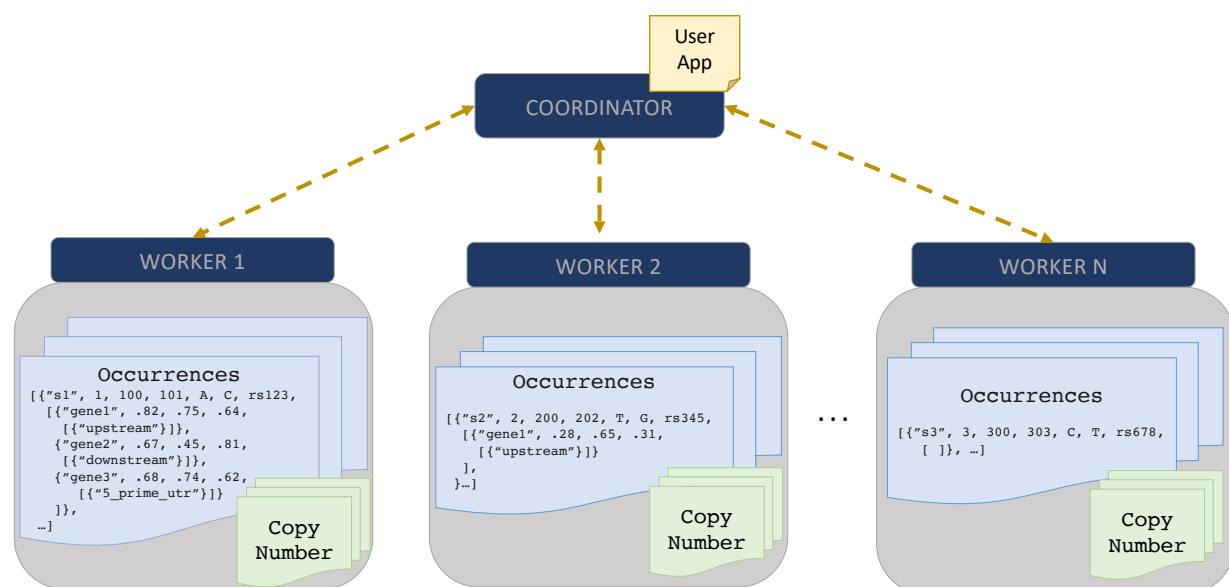 User
App
COORDINATOR
WORKER 1
WORKER 2
WORKER N
Occurrences
[{“s1”, 1, 100, 101, A, C, rs123,
[{“gene1”, .82, .75, .64,
[{“upstream”}]},
{“gene2”, .67, .45, .81,
[{“downstream”}]},
{“gene3”, .68, .74, .62,
[{“5_prime_utr”}]}
]},
…]
Copy
Number
Occurrences
[{“s2”, 2, 200, 202, T, G, rs345,
[{“gene1”, .28, .65, .31,
[{“upstream”}]}
],
}…]
Copy
Number
...
Occurrences
[{“s3”, 3, 300, 303, C, T, rs678,
[ ]}, …]
Copy
Number